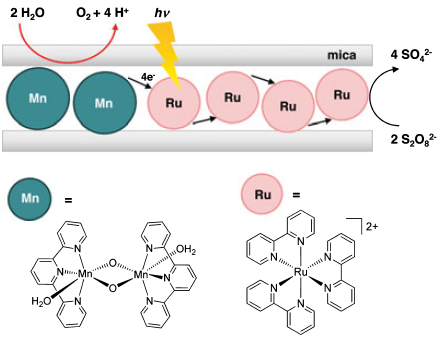 2 H₂O
O₂ + 4 H⁺
hν
mica
4 SO₄²⁻
4e⁻
Mn
Mn
Ru
Ru
Ru
Ru
2 S₂O₈²⁻
Mn =
Ru =
2+
N
N
N
N
N
N
OH₂
O
Mn
Mn
O
H₂O
N
N
N
N
N
N
Ru